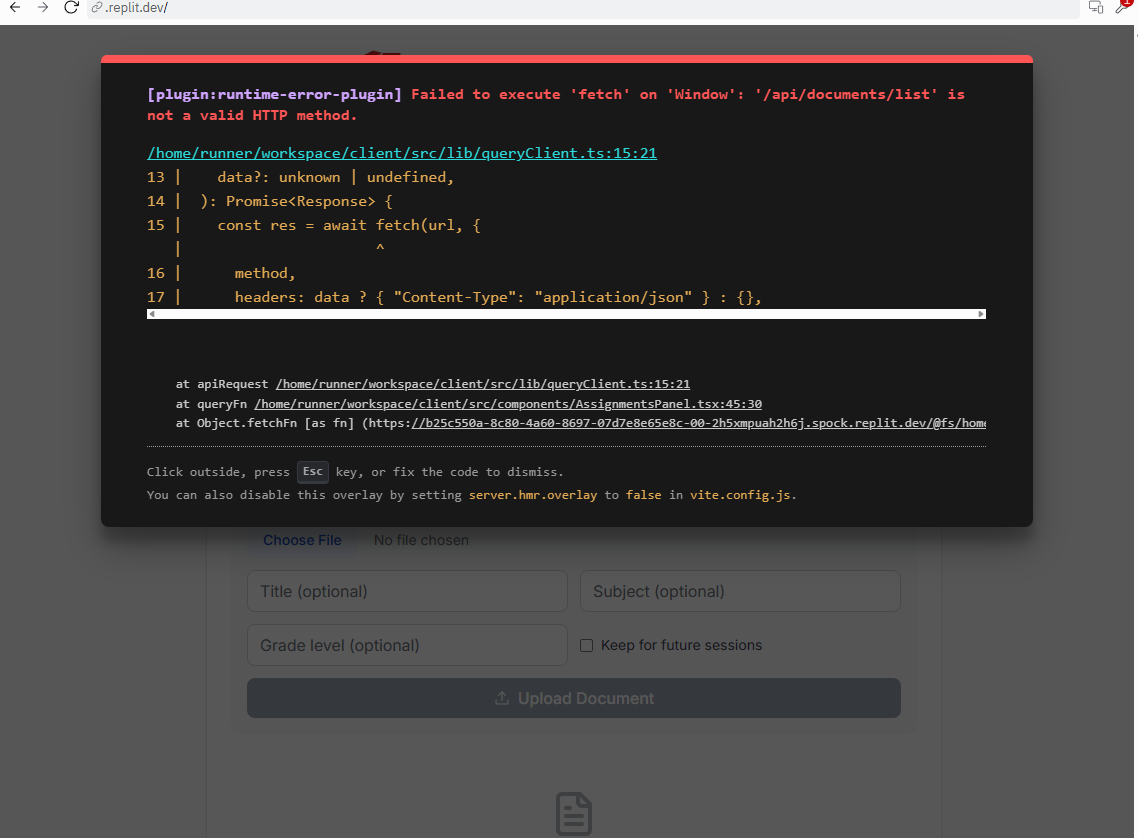 .replit.dev/
1
[plugin:runtime-error-plugin] Failed to execute 'fetch' on 'Window': '/api/documents/list' is
not a valid HTTP method.
/home/runner/workspace/client/src/lib/queryClient.ts:15:21
13 |    data?: unknown | undefined,
14 |  ): Promise<Response> {
15 |    const res = await fetch(url, {
   |                      ^
16 |      method,
17 |      headers: data ? { "Content-Type": "application/json" } : {},
at apiRequest /home/runner/workspace/client/src/lib/queryClient.ts:15:21
at queryFn /home/runner/workspace/client/src/components/AssignmentsPanel.tsx:45:30
at Object.fetchFn [as fn] (https://b25c550a-8c80-4a60-8697-07d7e8e65e8c-00-2h5xmpuah2h6j.spock.replit.dev/@fs/home
Click outside, press Esc key, or fix the code to dismiss.
You can also disable this overlay by setting server.hmr.overlay to false in vite.config.js.
Choose File No file chosen
Title (optional) Subject (optional)
Grade level (optional) Keep for future sessions
Upload Document